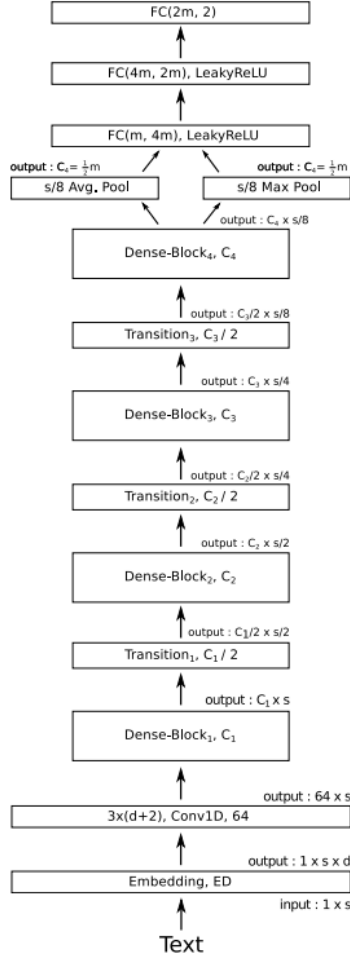 FC(2m, 2)
FC(4m, 2m), LeakyReLU
FC(m, 4m), LeakyReLU
output : C₄= ½m
output : C₄= ½m
s/8 Avg. Pool
s/8 Max Pool
output : C₄ x s/8
Dense-Block₄, C₄
output : C₃/2 x s/8
Transition₃, C₃ / 2
output : C₃ x s/4
Dense-Block₃, C₃
output : C₂/2 x s/4
Transition₂, C₂ / 2
output : C₂ x s/2
Dense-Block₂, C₂
output : C₁/2 x s/2
Transition₁, C₁ / 2
output : C₁ x s
Dense-Block₁, C₁
output : 64 x s
3x(d+2), Conv1D, 64
output : 1 x s x d
Embedding, ED
input : 1 x s
Text